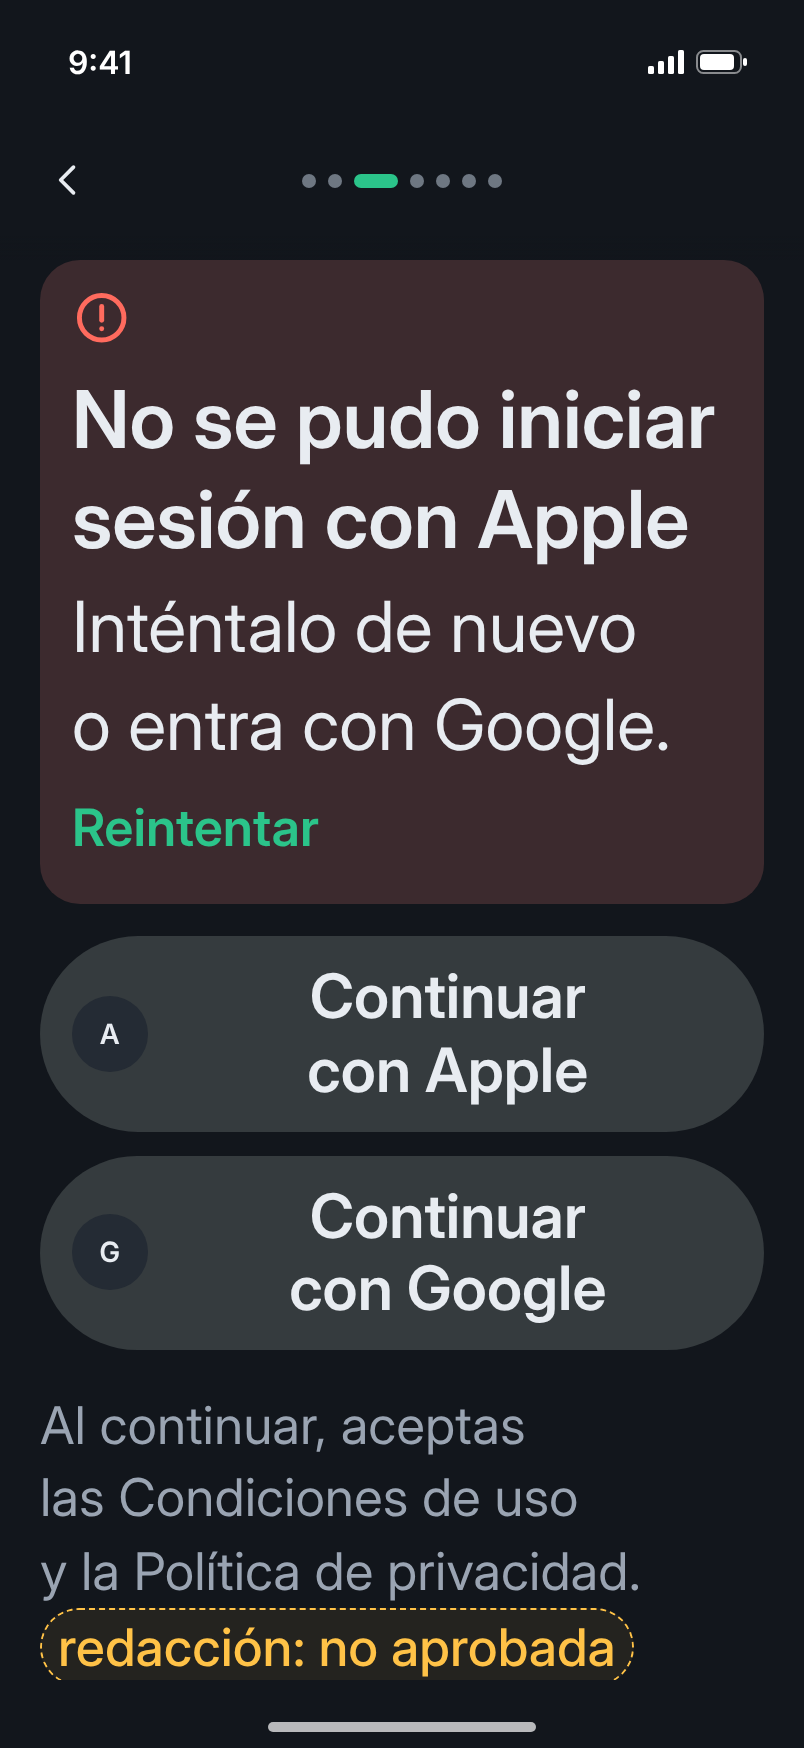 9:41
No se pudo iniciar
sesión con Apple
Inténtalo de nuevo
o entra con Google.
Reintentar
A
Continuar
con Apple
G
Continuar
con Google
Al continuar, aceptas
las Condiciones de uso
y la Política de privacidad.
redacción: no aprobada